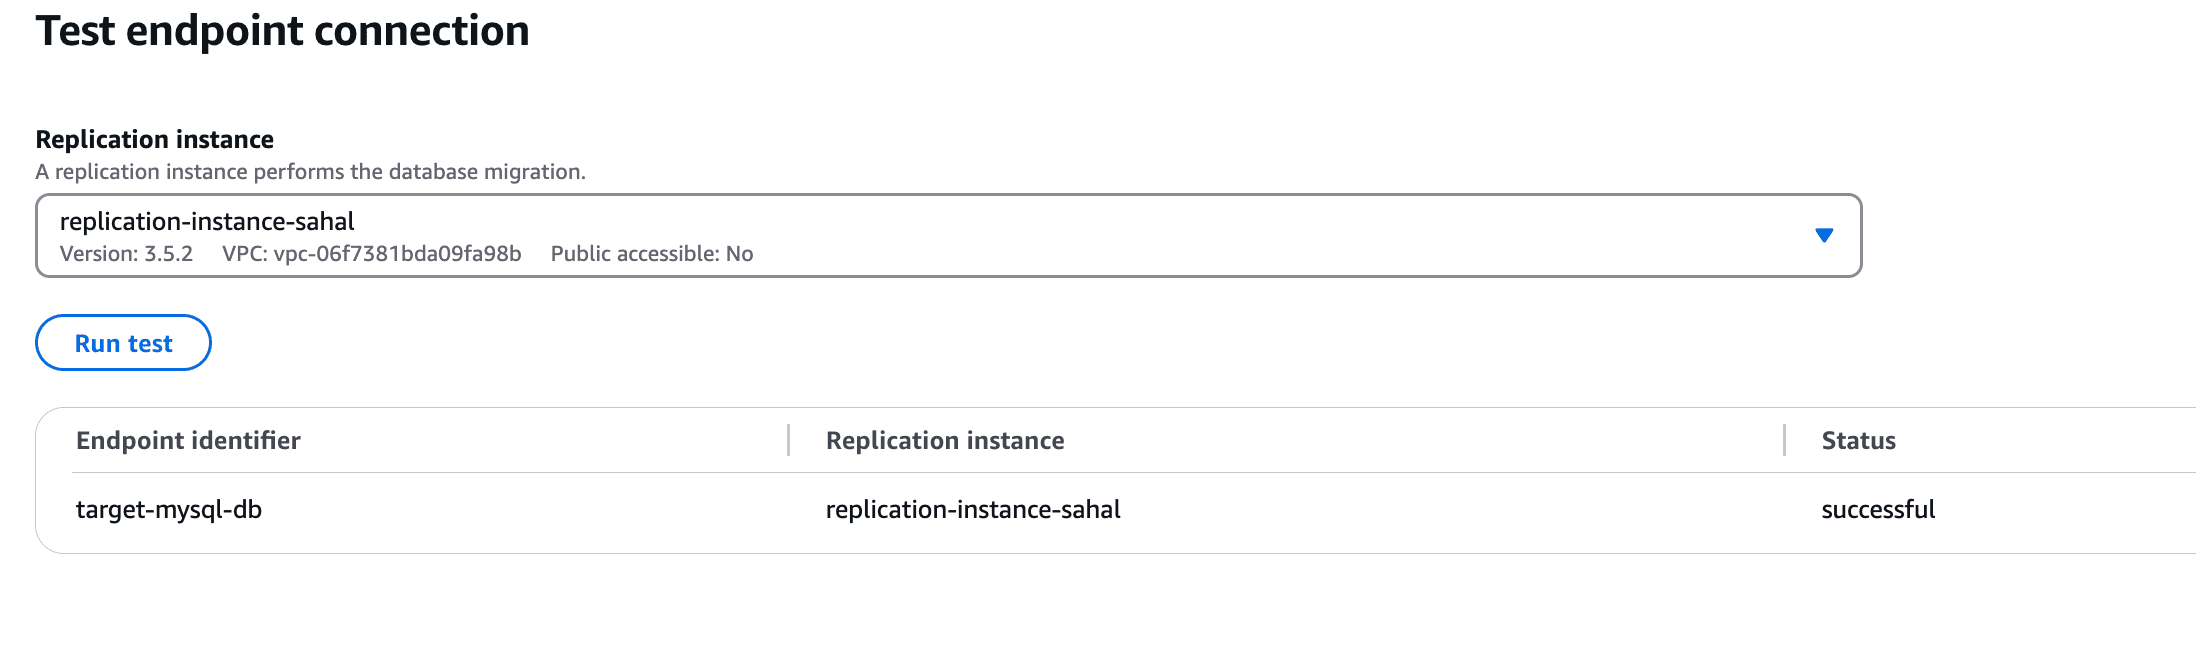 Test endpoint connection
Replication instance
A replication instance performs the database migration.
replication-instance-sahal
Version: 3.5.2 VPC: vpc-06f7381bda09fa98b Public accessible: No
Run test
Endpoint identifier Replication instance Status
target-mysql-db replication-instance-sahal successful